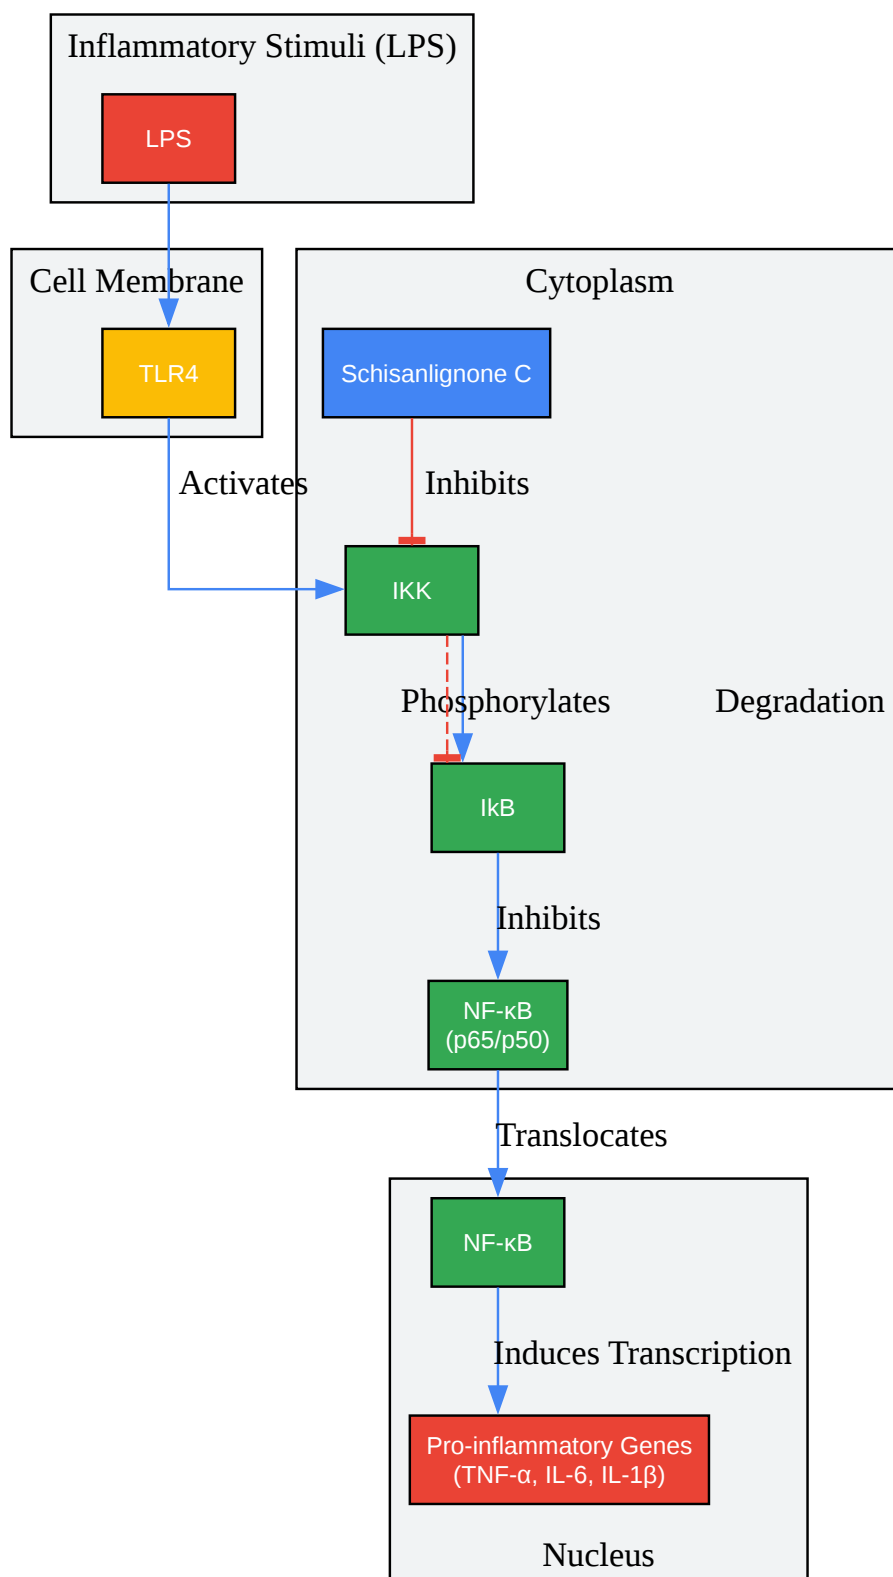 Inflammatory Stimuli (LPS)
LPS
Cell Membrane
Cytoplasm
TLR4
Schisanlignone C
Activates
Inhibits
IKK
Phosphorylates
Degradation
IkB
Inhibits
NF-κB
(p65/p50)
Translocates
NF-κB
Induces Transcription
Pro-inflammatory Genes
(TNF-α, IL-6, IL-1β)
Nucleus